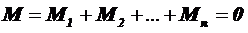 M = M₁ + M₂ + ... + Mₙ = 0